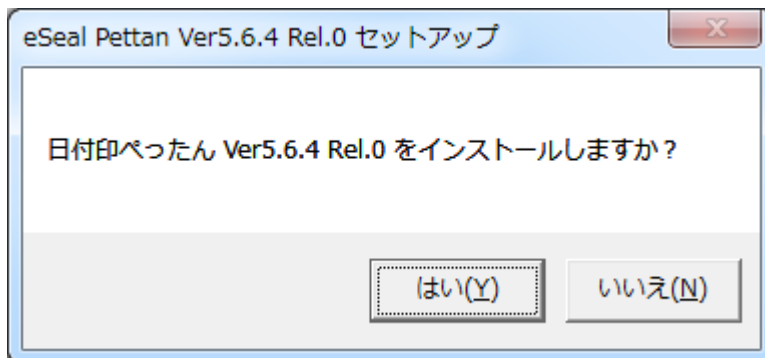 eSeal Pettan Ver5.6.4 Rel.0 セットアップ
日付印ぺったん Ver5.6.4 Rel.0 をインストールしますか？
はい(Y)
いいえ(N)